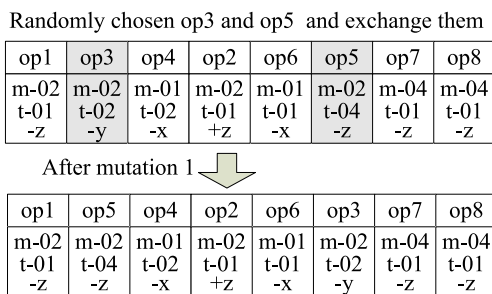 Randomly chosen op3 and op5 and exchange them
op1 op3 op4 op2 op6 op5 op7 op8
m-02 m-02 m-01 m-02 m-01 m-02 m-04 m-04
t-01 t-02 t-02 t-01 t-01 t-04 t-01 t-01
-z -y -x +z -x -z -z -z
After mutation 1
op1 op5 op4 op2 op6 op3 op7 op8
m-02 m-02 m-01 m-02 m-01 m-02 m-04 m-04
t-01 t-04 t-02 t-01 t-01 t-02 t-01 t-01
-z -z -x +z -x -y -z -z